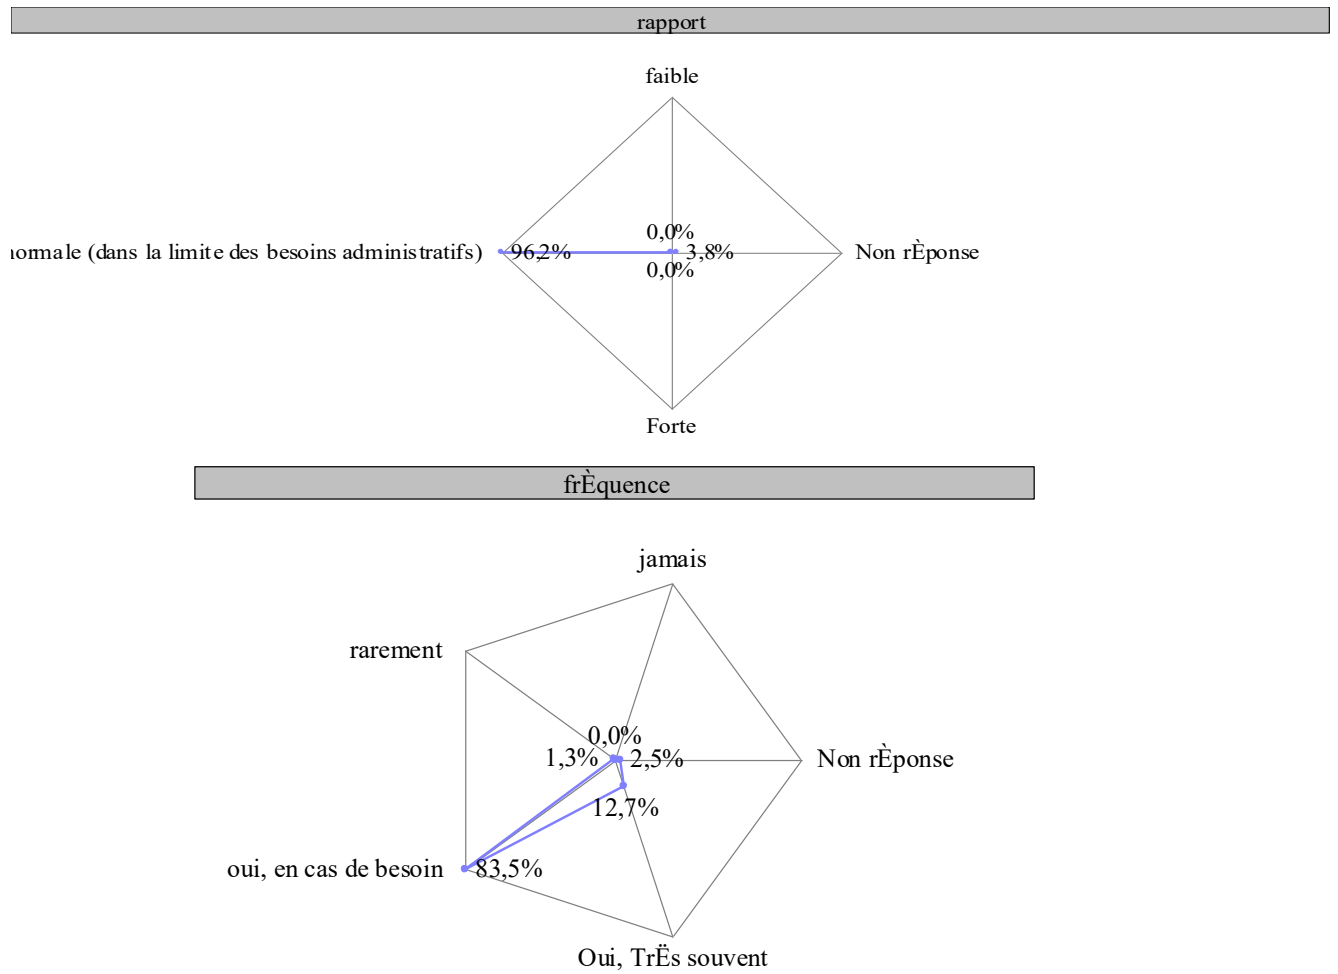 rapport
faible
0,0%
ormale (dans la limite des besoins administratifs) 96,2% 3,8% Non rÈponse
0,0%
Forte
frÈquence
jamais
rarement
0,0%
1,3% 2,5% Non rÈponse
12,7%
oui, en cas de besoin 83,5%
Oui, TrËs souvent